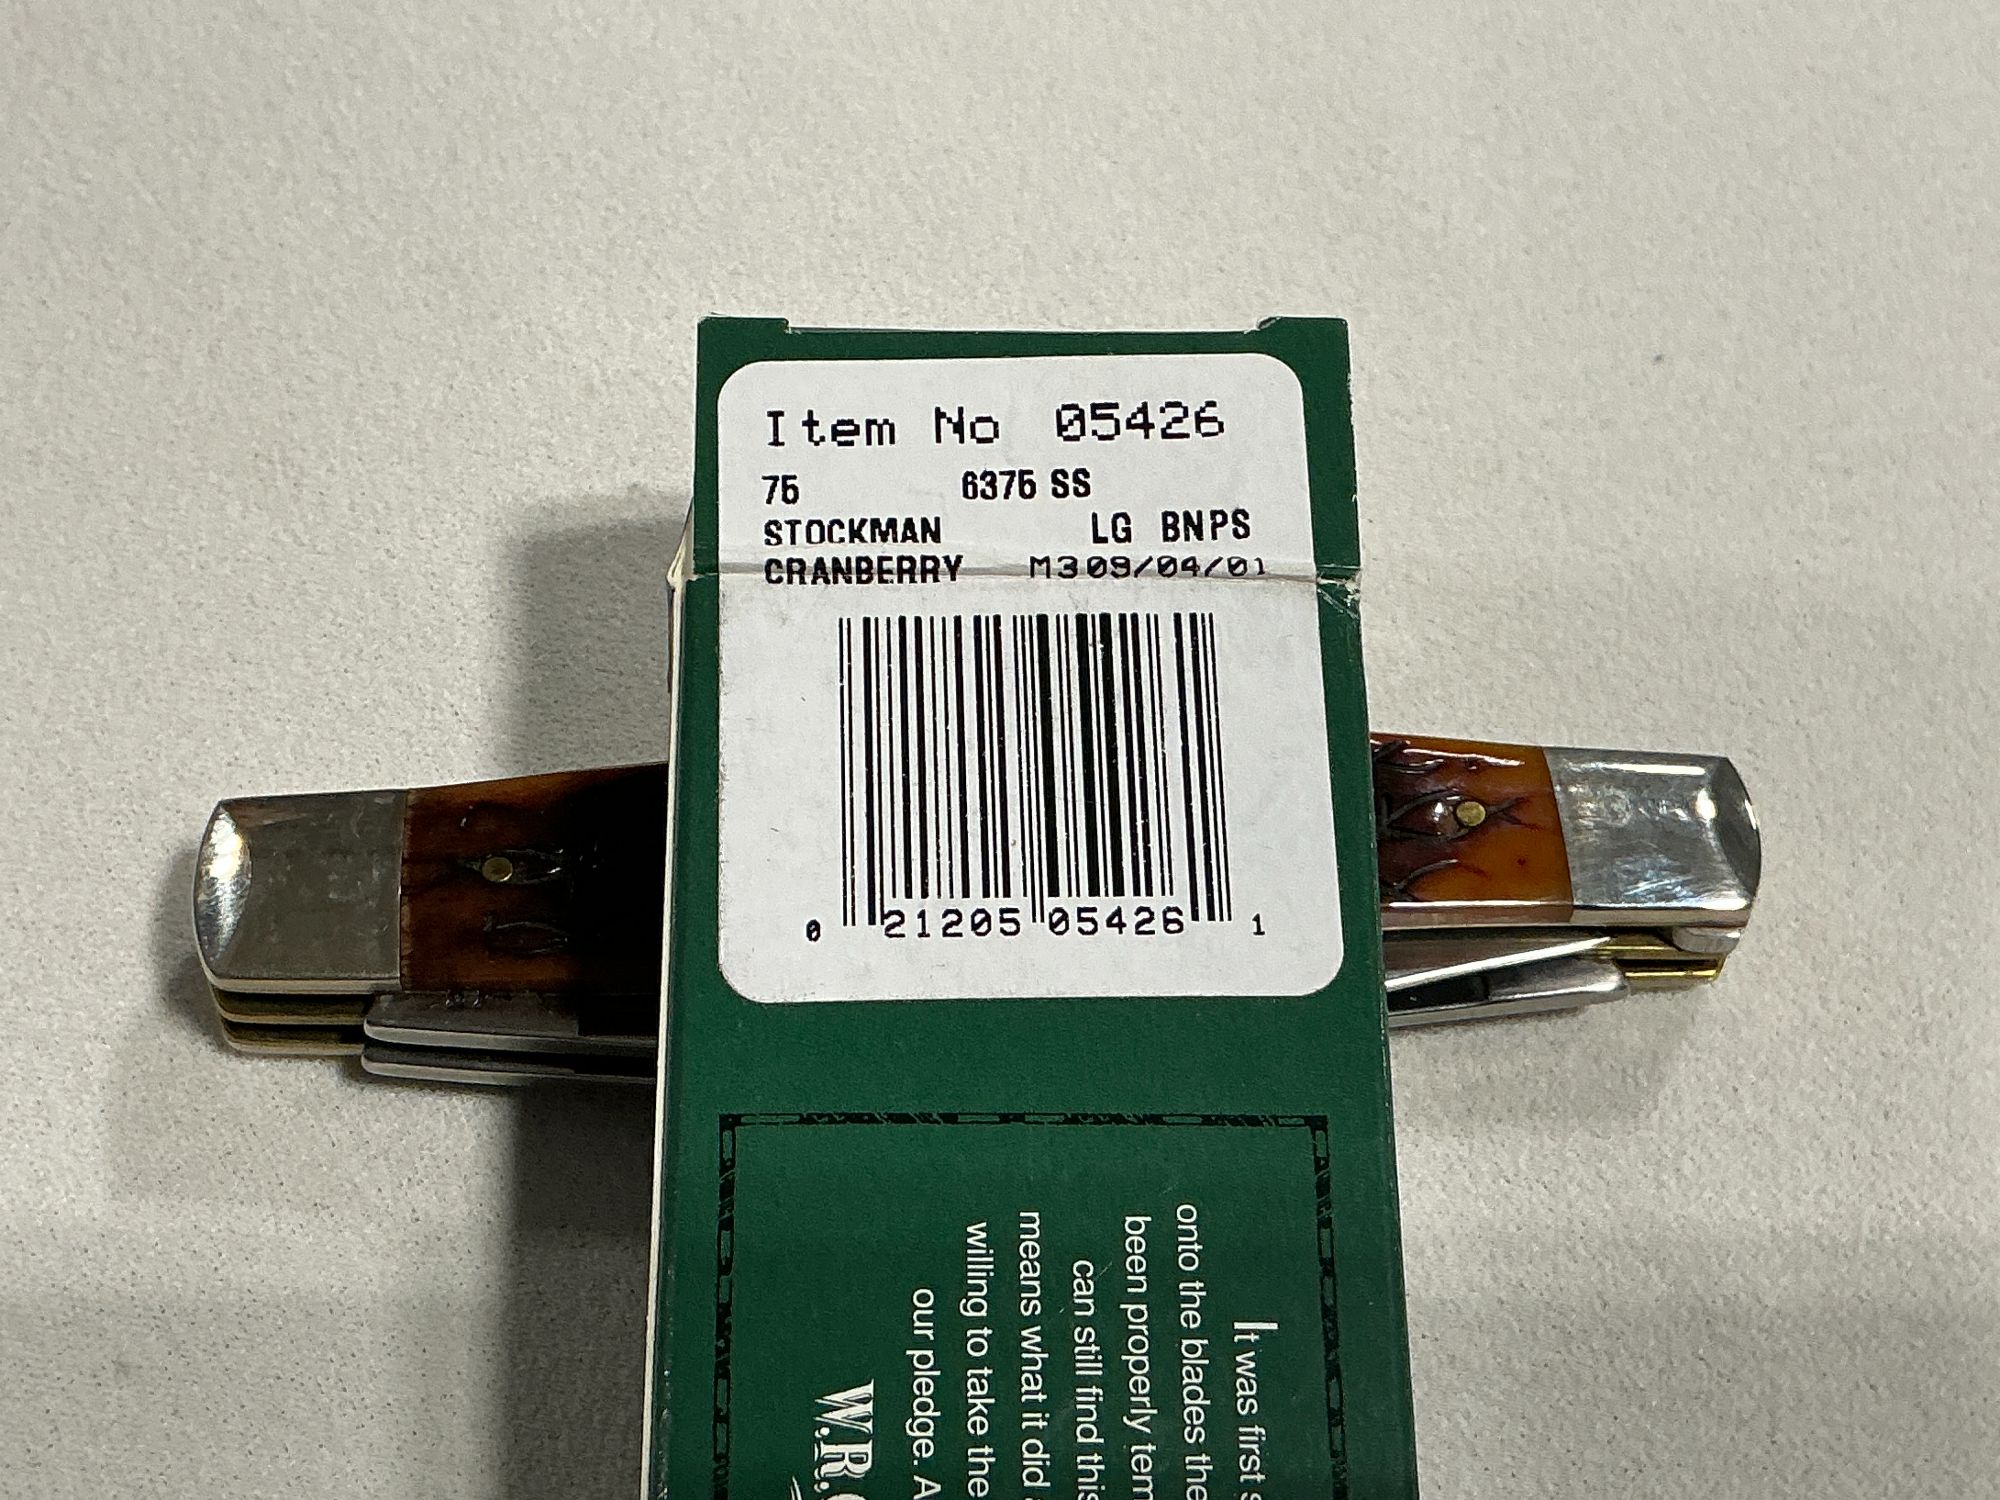 Item No 05426
75 6375 SS
STOCKMAN LG BNPS
CRANBERRY M309/04/01
0 21205 05426 1
It was first
onto the blades the
been properly tem
can still find this
means what it did
willing to take the
our pledge. A
W.R.